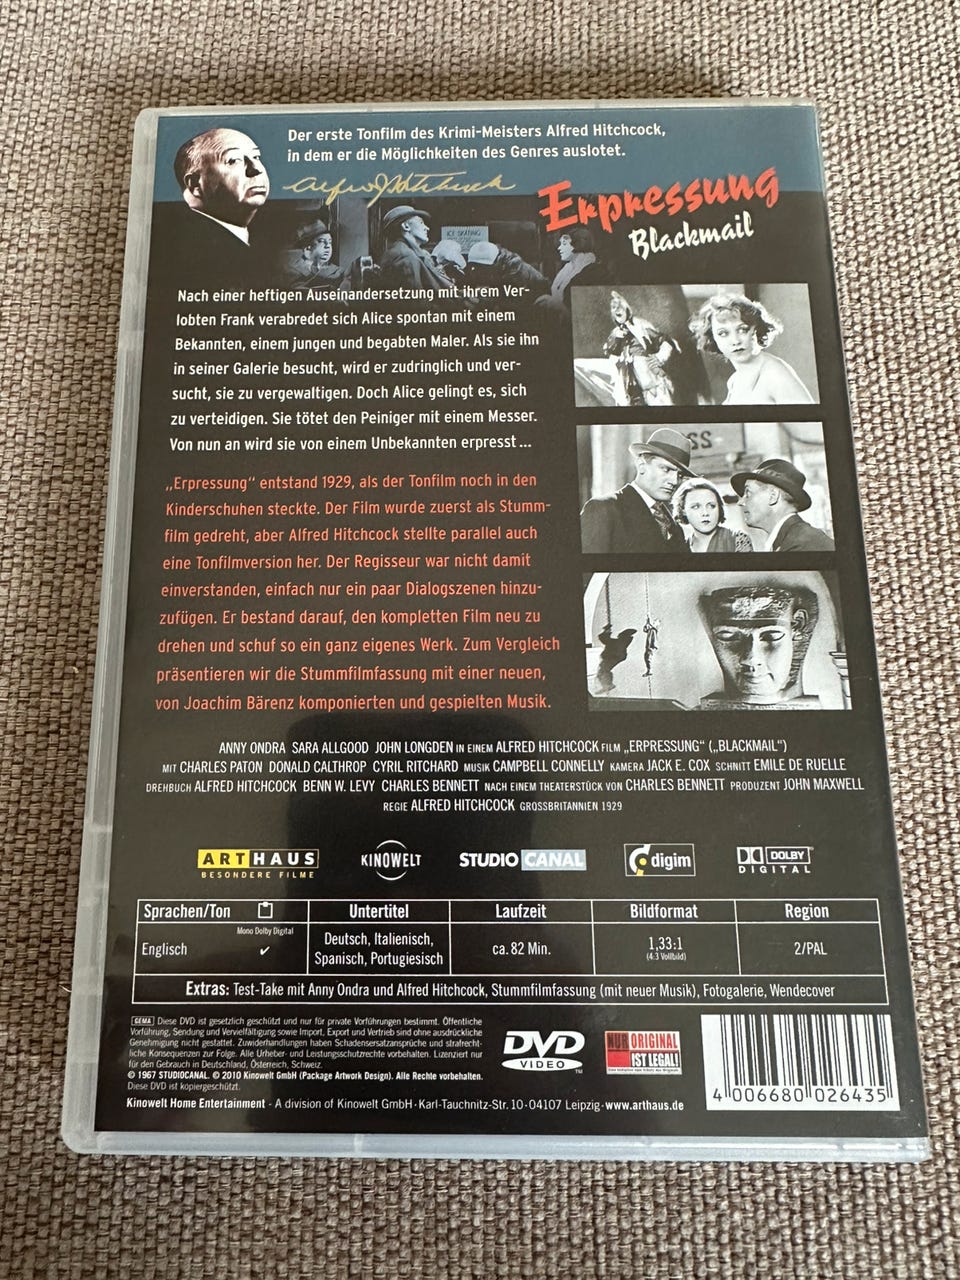 Der erste Tonfilm des Krimi-Meisters Alfred Hitchcock,
in dem er die Möglichkeiten des Genres auslotet.
Alfred J Hitchcock
Erpressung
Blackmail
ICE SKATING
Nach einer heftigen Auseinandersetzung mit ihrem Ver-
lobten Frank verabredet sich Alice spontan mit einem
Bekannten, einem jungen und begabten Maler. Als sie ihn
in seiner Galerie besucht, wird er zudringlich und ver-
sucht, sie zu vergewaltigen. Doch Alice gelingt es, sich
zu verteidigen. Sie tötet den Peiniger mit einem Messer.
Von nun an wird sie von einem Unbekannten erpresst ...
„Erpressung“ entstand 1929, als der Tonfilm noch in den
Kinderschuhen steckte. Der Film wurde zuerst als Stumm-
film gedreht, aber Alfred Hitchcock stellte parallel auch
eine Tonfilmversion her. Der Regisseur war nicht damit
einverstanden, einfach nur ein paar Dialogszenen hinzu-
zufügen. Er bestand darauf, den kompletten Film neu zu
drehen und schuf so ein ganz eigenes Werk. Zum Vergleich
präsentieren wir die Stummfilmfassung mit einer neuen,
von Joachim Bärenz komponierten und gespielten Musik.
SS
ANNY ONDRA SARA ALLGOOD JOHN LONGDEN IN EINEM ALFRED HITCHCOCK FILM „ERPRESSUNG“ („BLACKMAIL“)
MIT CHARLES PATON DONALD CALTHROP CYRIL RITCHARD MUSIK CAMPBELL CONNELLY KAMERA JACK E. COX SCHNITT EMILE DE RUELLE
DREHBUCH ALFRED HITCHCOCK BENN W. LEVY CHARLES BENNETT NACH EINEM THEATERSTÜCK VON CHARLES BENNETT PRODUZENT JOHN MAXWELL
REGIE ALFRED HITCHCOCK GROSSBRITANNIEN 1929
ARTHAUS
BESONDERE FILME
KINOWELT
STUDIOCANAL
digim
DOLBY
DIGITAL
Sprachen/Ton Untertitel Laufzeit Bildformat Region
Mono Dolby Digital
Englisch ✓
Deutsch, Italienisch,
Spanisch, Portugiesisch
ca. 82 Min.
1,33:1
(4:3 Vollbild)
2/PAL
Extras: Test-Take mit Anny Ondra und Alfred Hitchcock, Stummfilmfassung (mit neuer Musik), Fotogalerie, Wendecover
GEMA Diese DVD ist gesetzlich geschützt und nur für private Vorführungen bestimmt. Öffentliche
Vorführung, Sendung und Vervielfältigung sowie Import, Export und Vertrieb sind ohne ausdrückliche
Genehmigung nicht gestattet. Zuwiderhandlungen haben Schadensersatzansprüche und strafrecht-
liche Konsequenzen zur Folge. Alle Urheber- und Leistungsschutzrechte vorbehalten. Lizenziert nur
für den Gebrauch in Deutschland, Österreich, Schweiz.
© 1967 STUDIOCANAL. © 2010 Kinowelt GmbH (Package Artwork Design). Alle Rechte vorbehalten.
Diese DVD ist kopiergeschützt.
Kinowelt Home Entertainment - A division of Kinowelt GmbH · Karl-Tauchnitz-Str. 10 · 04107 Leipzig · www.arthaus.de
DVD
VIDEO
TM
NUR ORIGINAL
IST LEGAL!
4 006680 026435